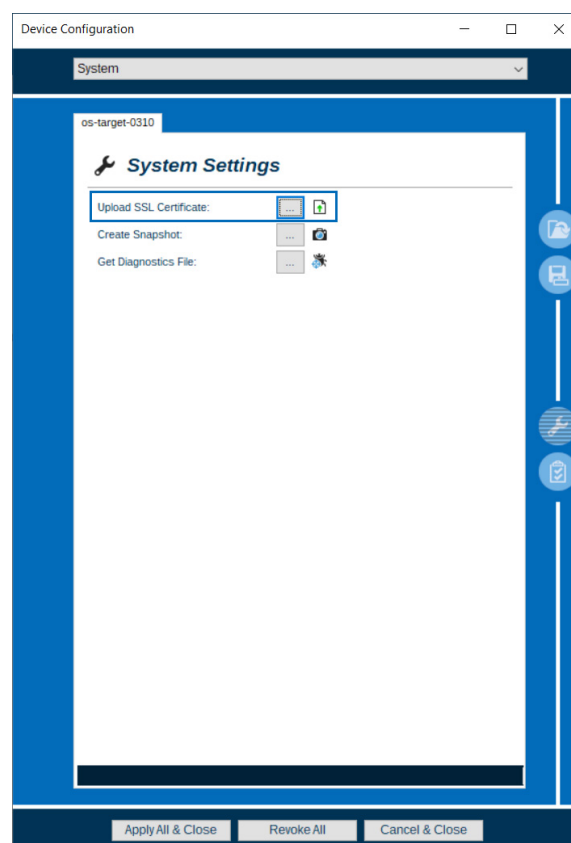 Device Configuration
System
os-target-0310
System Settings
Upload SSL Certificate: ...
Create Snapshot: ...
Get Diagnostics File: ...
Apply All & Close Revoke All Cancel & Close